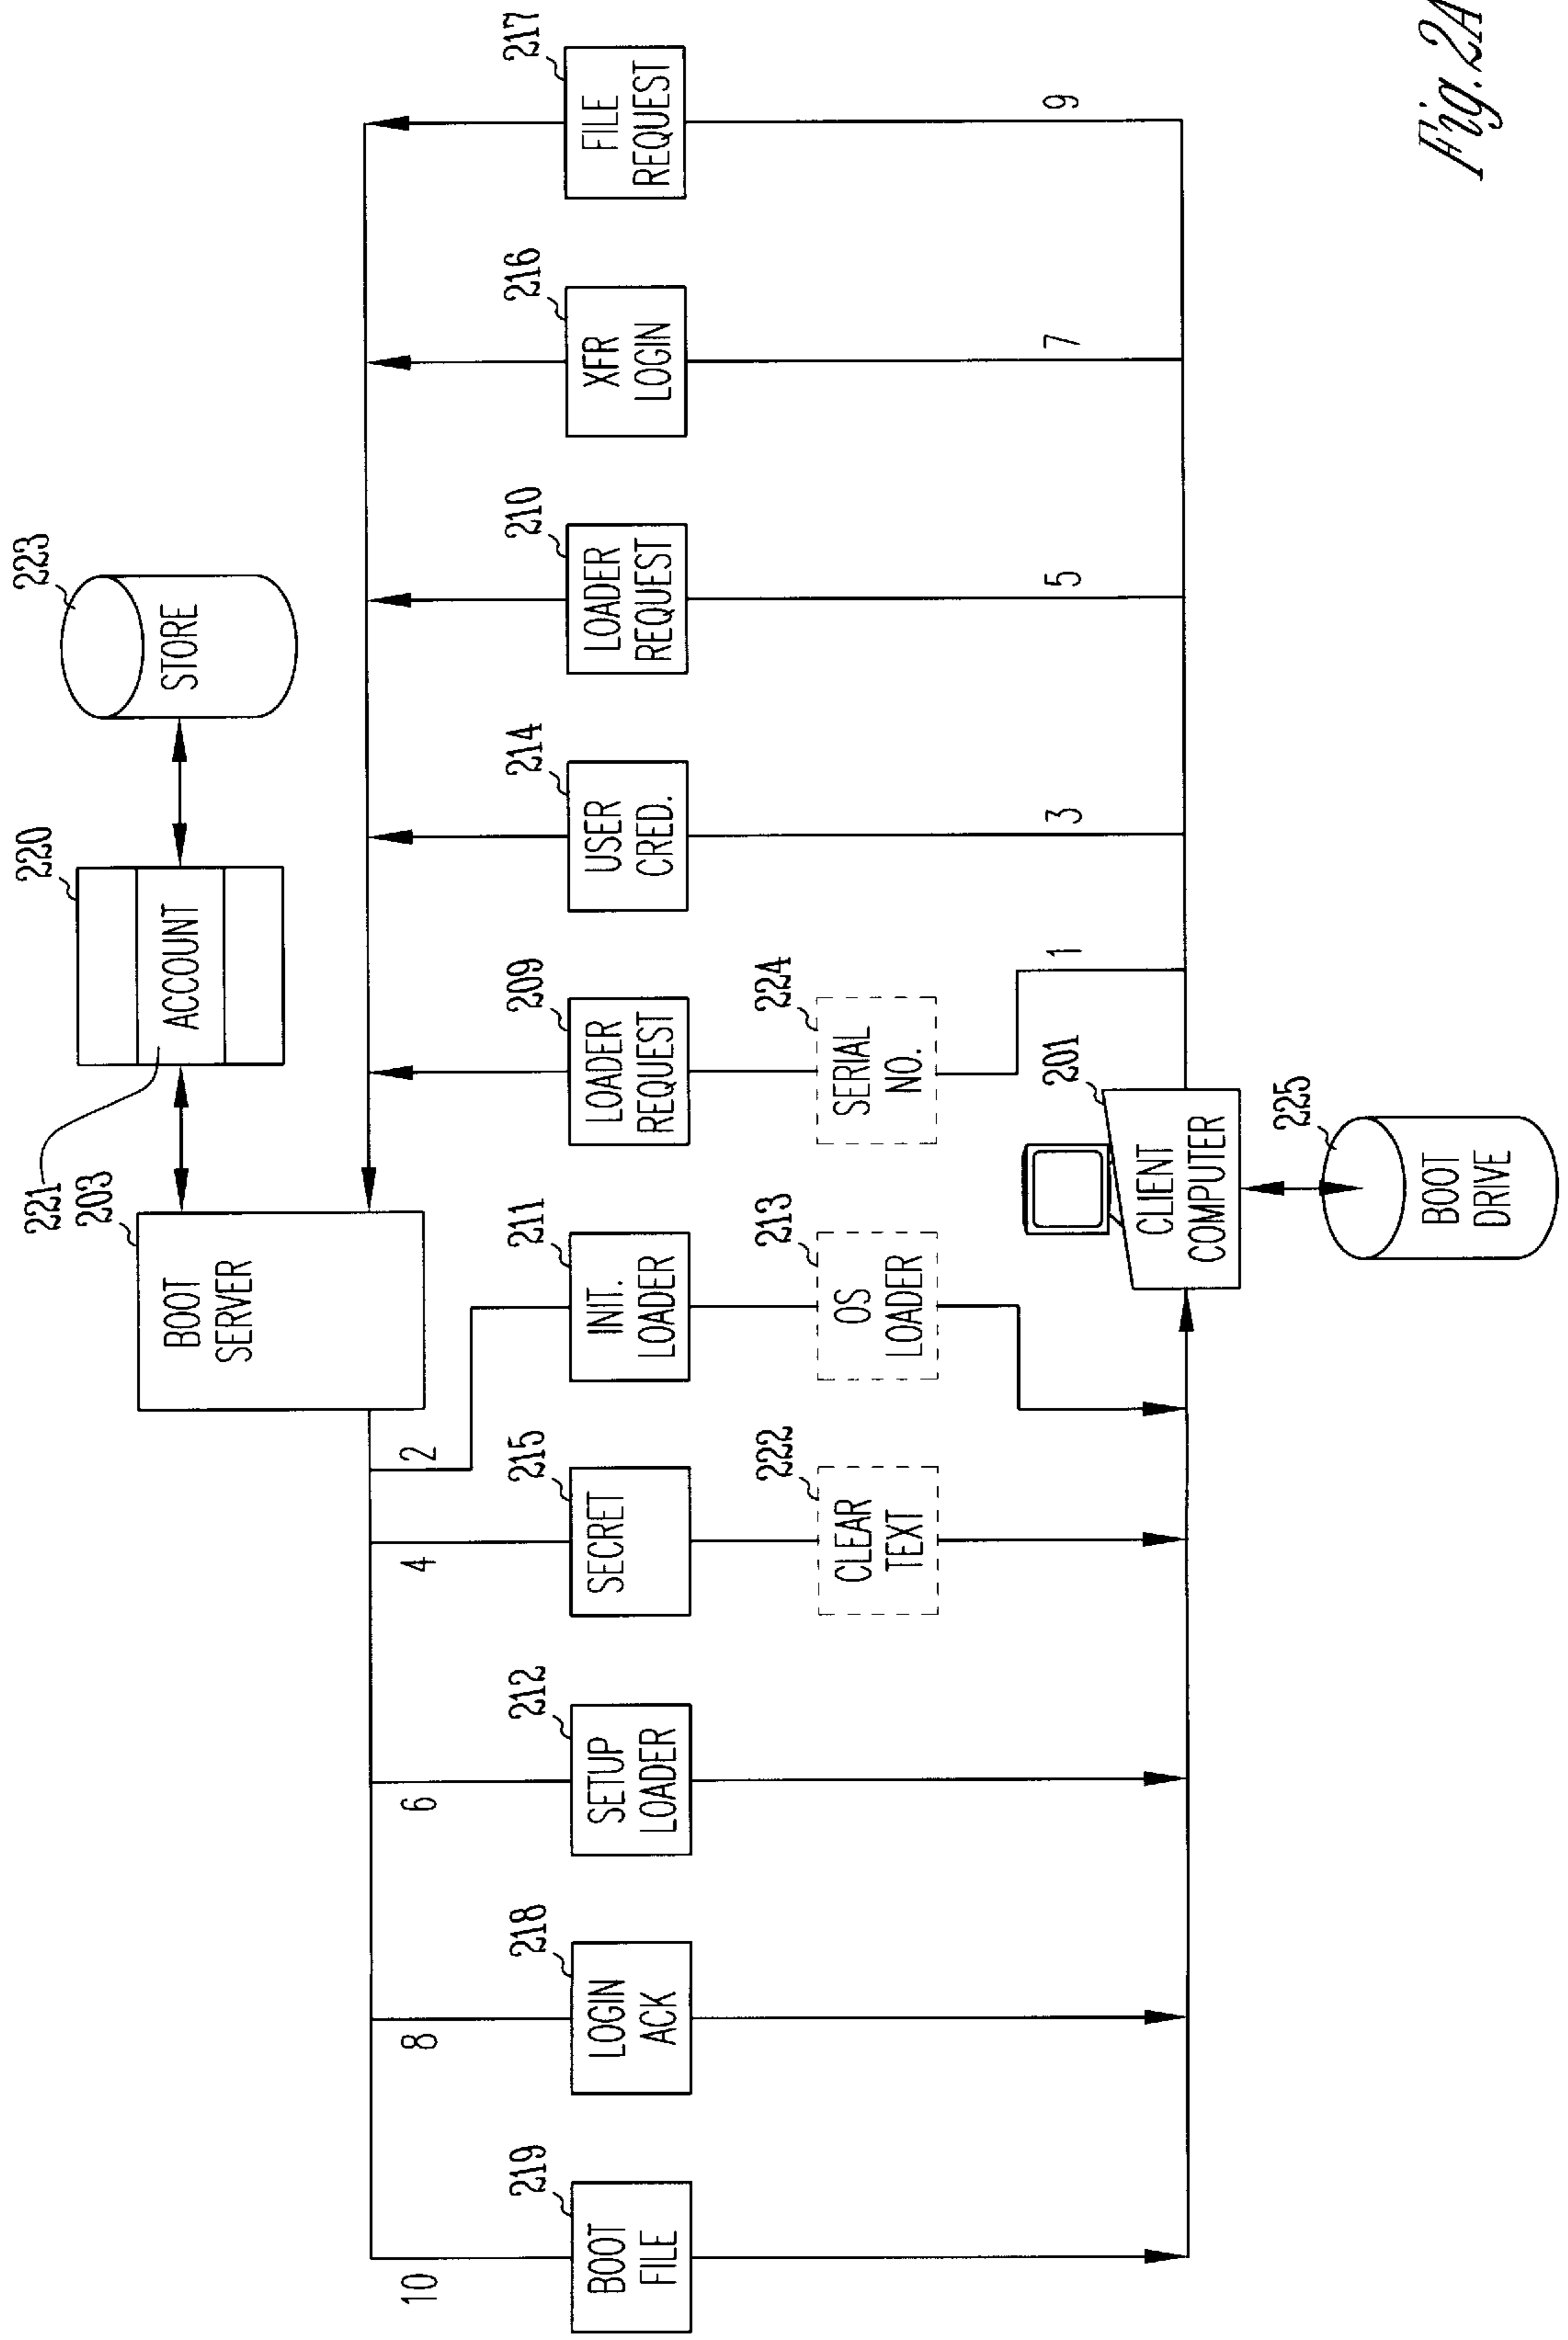 223
STORE
220
ACCOUNT
221
203
BOOT
SERVER
217
FILE
REQUEST
9
216
XFR
LOGIN
7
210
LOADER
REQUEST
5
214
USER
CRED.
3
209
LOADER
REQUEST
224
SERIAL
NO.
1
2
211
INIT.
LOADER
213
OS
LOADER
4
215
SECRET
222
CLEAR
TEXT
6
212
SETUP
LOADER
8
218
LOGIN
ACK
10
219
BOOT
FILE
201
CLIENT
COMPUTER
225
BOOT
DRIVE
Fig. 2A